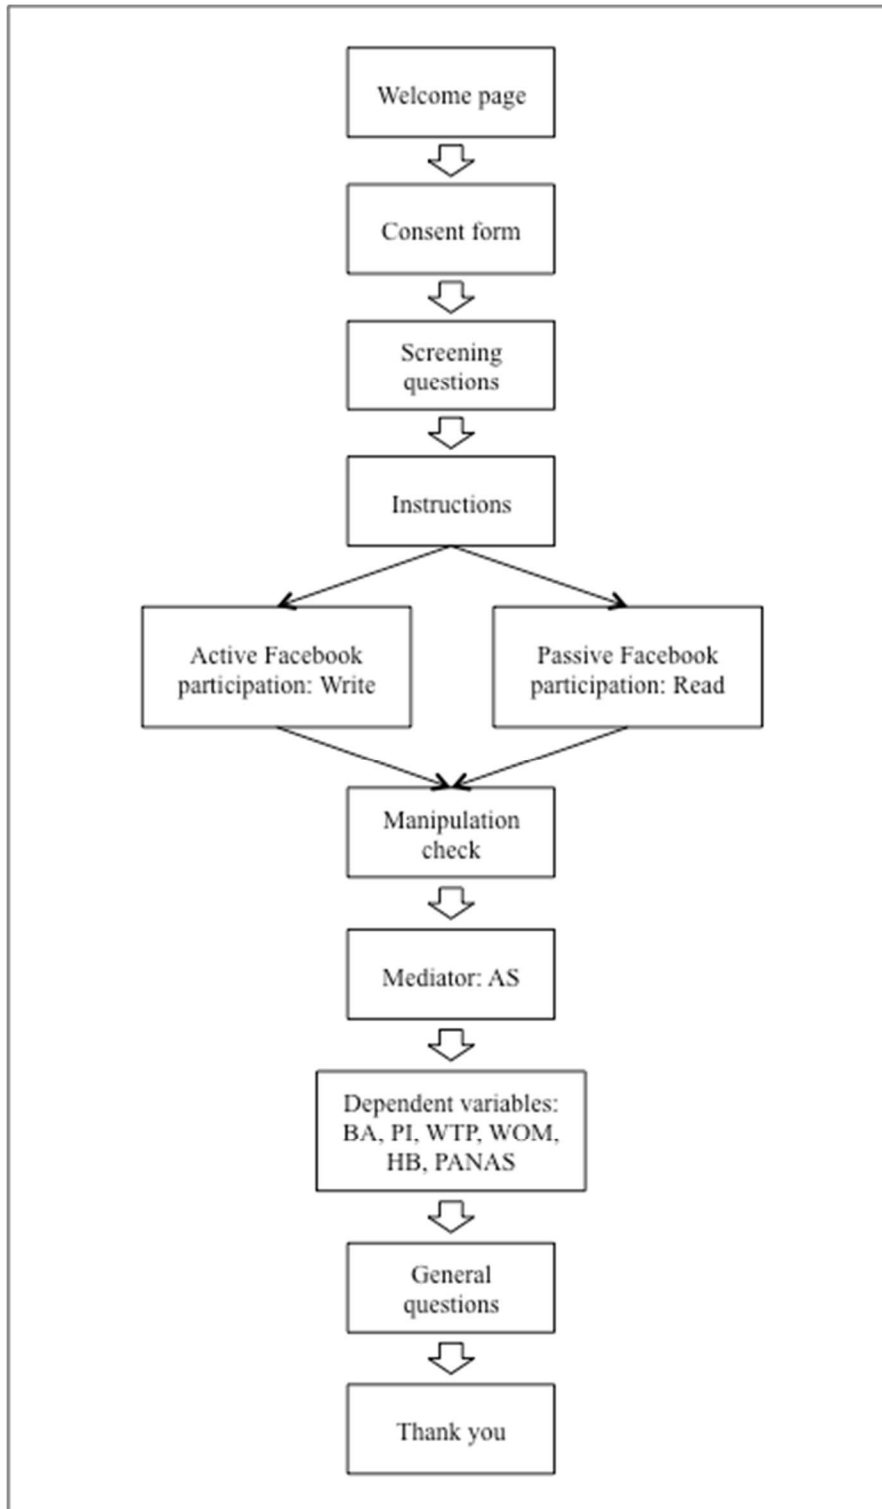 Welcome page
Consent form
Screening
questions
Instructions
Active Facebook
participation: Write
Passive Facebook
participation: Read
Manipulation
check
Mediator: AS
Dependent variables:
BA, PI, WTP, WOM,
HB, PANAS
General
questions
Thank you